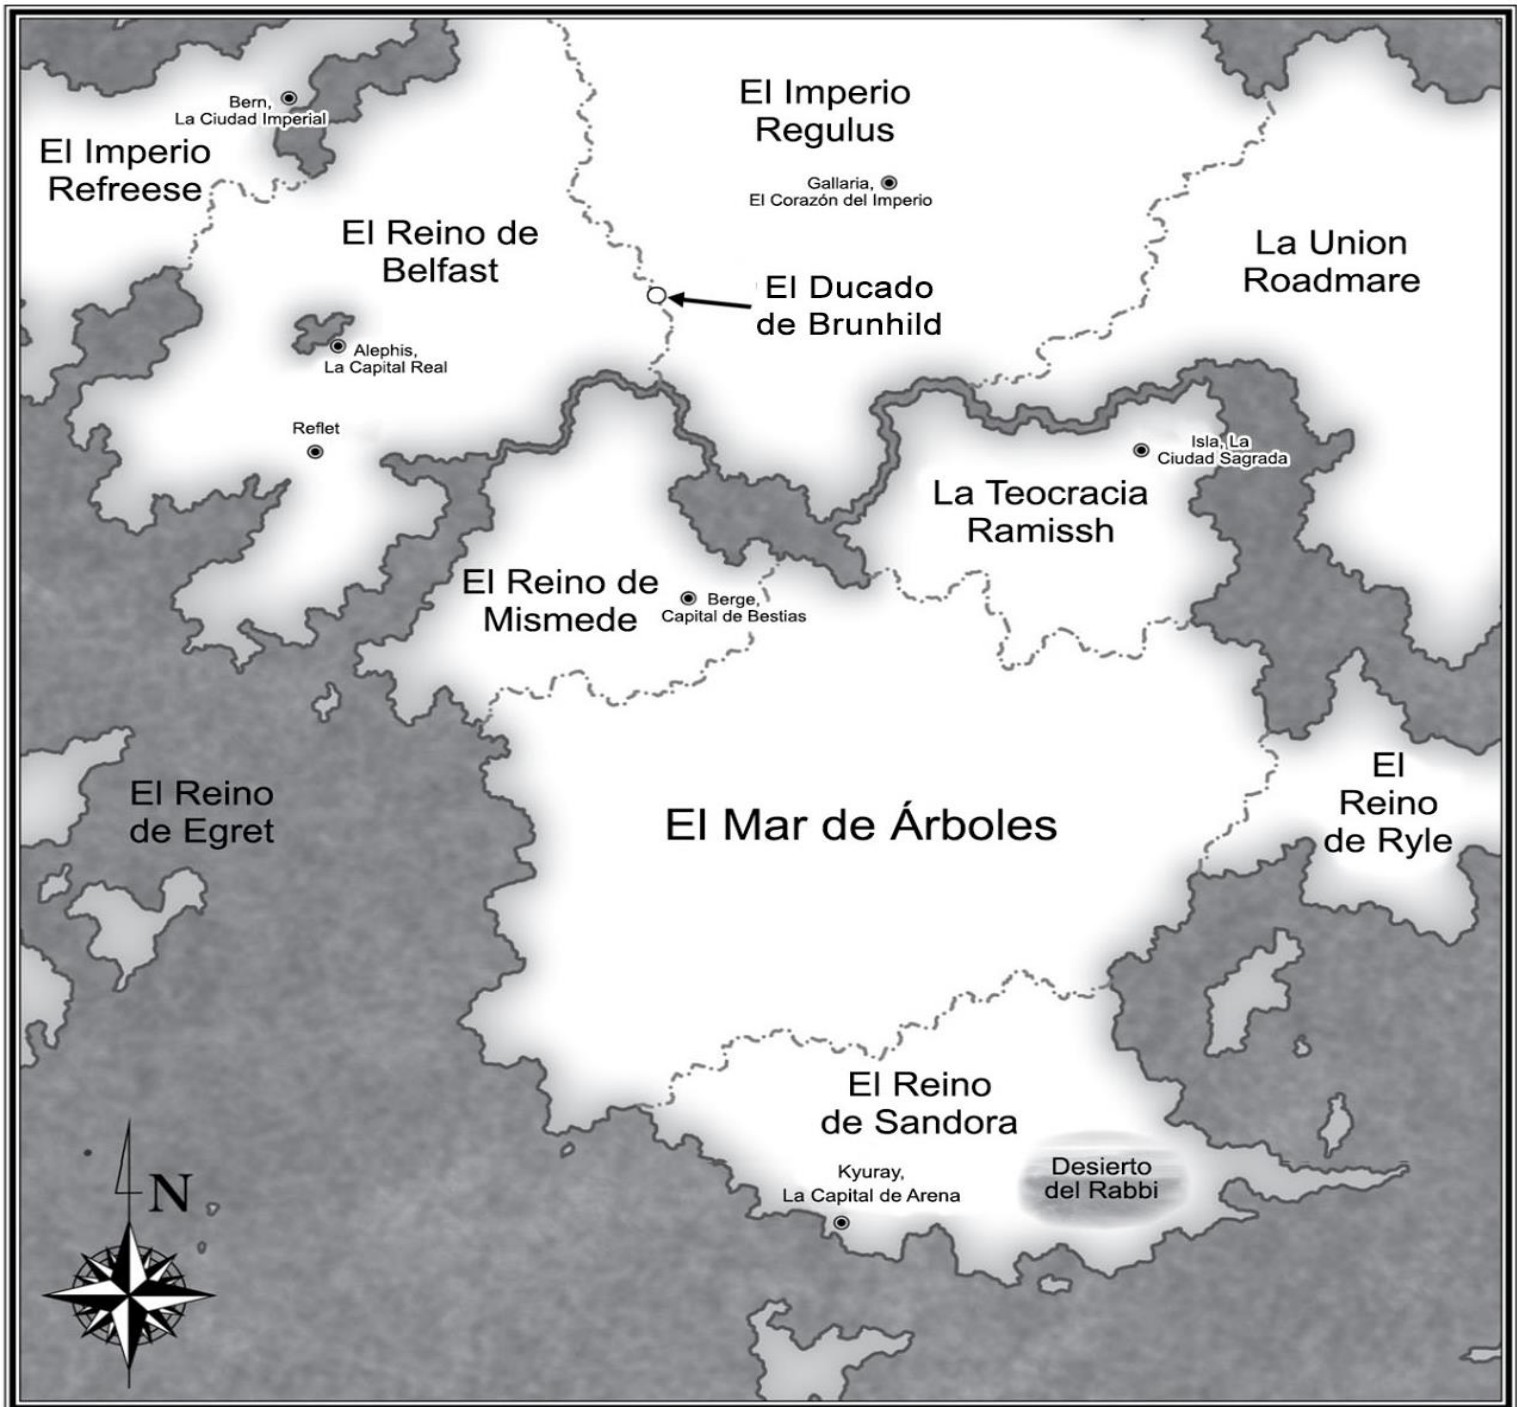 El Imperio
Regulus
Bern,
La Ciudad Imperial
El Imperio
Refreese
Gallaria,
El Corazón del Imperio
El Reino de
Belfast
La Union
Roadmare
El Ducado
de Brunhild
Alephis,
La Capital Real
Reflet
Isla, La
Ciudad Sagrada
La Teocracia
Ramissh
El Reino de
Mismede
Berge,
Capital de Bestias
El Reino
de Egret
El
Reino
de Ryle
El Mar de Árboles
El Reino
de Sandora
Desierto
del Rabbi
Kyuray,
La Capital de Arena
N